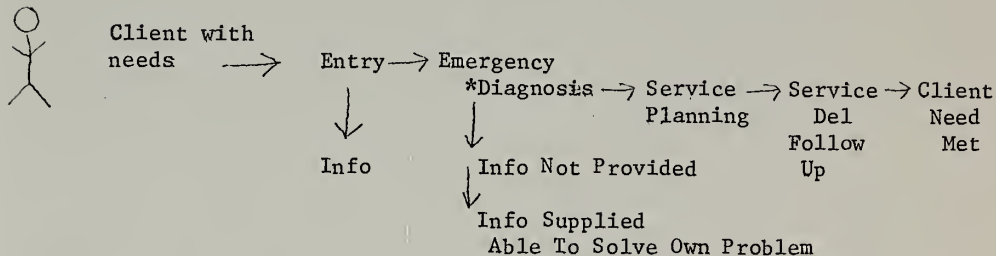 Client with
needs
Entry
Emergency
*Diagnosis
Service
Planning
Service
Del
Follow
Up
Client
Need
Met
Info
Info Not Provided
Info Supplied
Able To Solve Own Problem